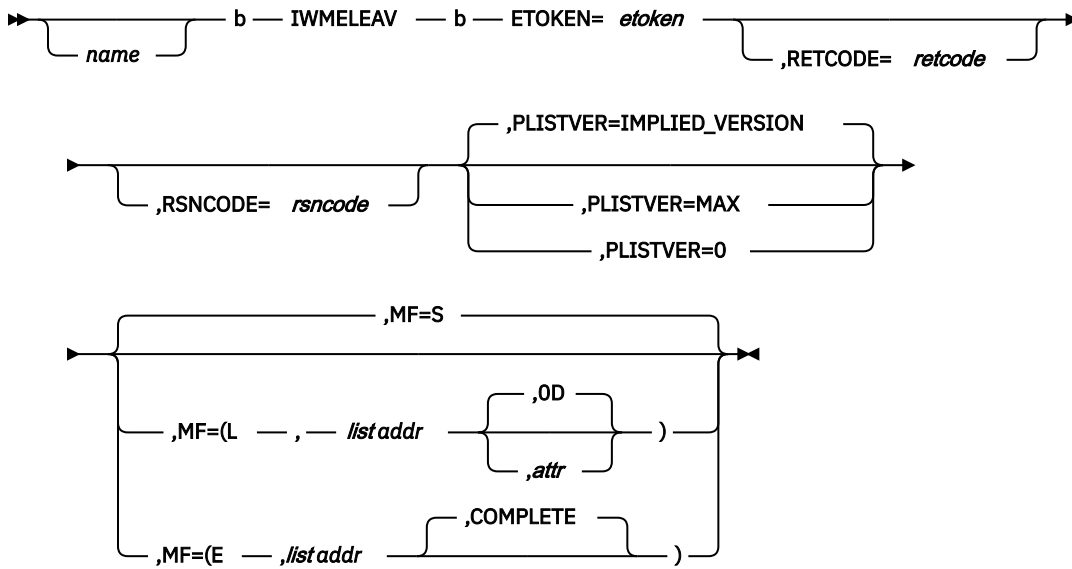 b IWMELEAV b ETOKEN= etoken
name
,RETCODE= retcode
,PLISTVER=IMPLIED_VERSION
,RSNCODE= rsncode
,PLISTVER=MAX
,PLISTVER=0
,MF=S
,0D
,MF=(L , list addr )
,attr
,COMPLETE
,MF=(E ,list addr )